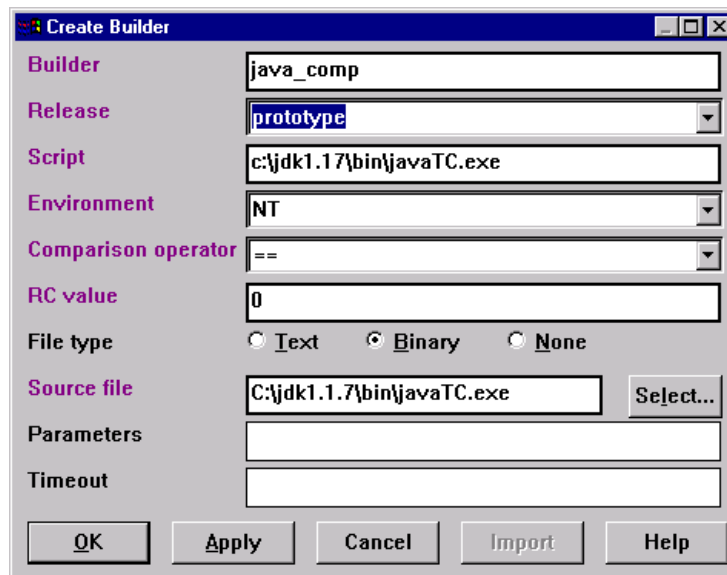 Create Builder
Builder java_comp
Release prototype
Script c:\jdk1.17\bin\javaTC.exe
Environment NT
Comparison operator ==
RC value 0
File type Text Binary None
Source file C:\jdk1.1.7\bin\javaTC.exe Select...
Parameters
Timeout
OK Apply Cancel Import Help